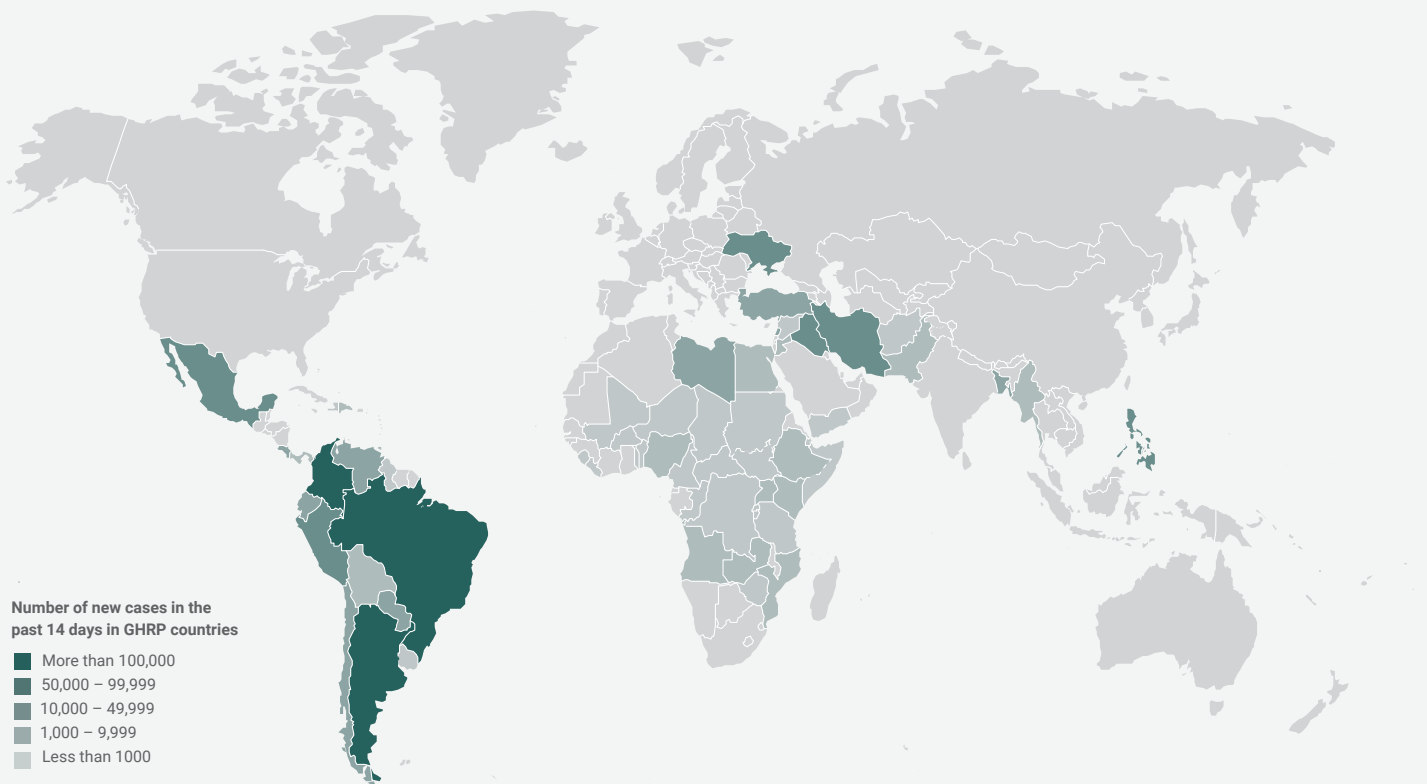 Number of new cases in the
past 14 days in GHRP countries
More than 100,000
50,000 – 99,999
10,000 – 49,999
1,000 – 9,999
Less than 1000